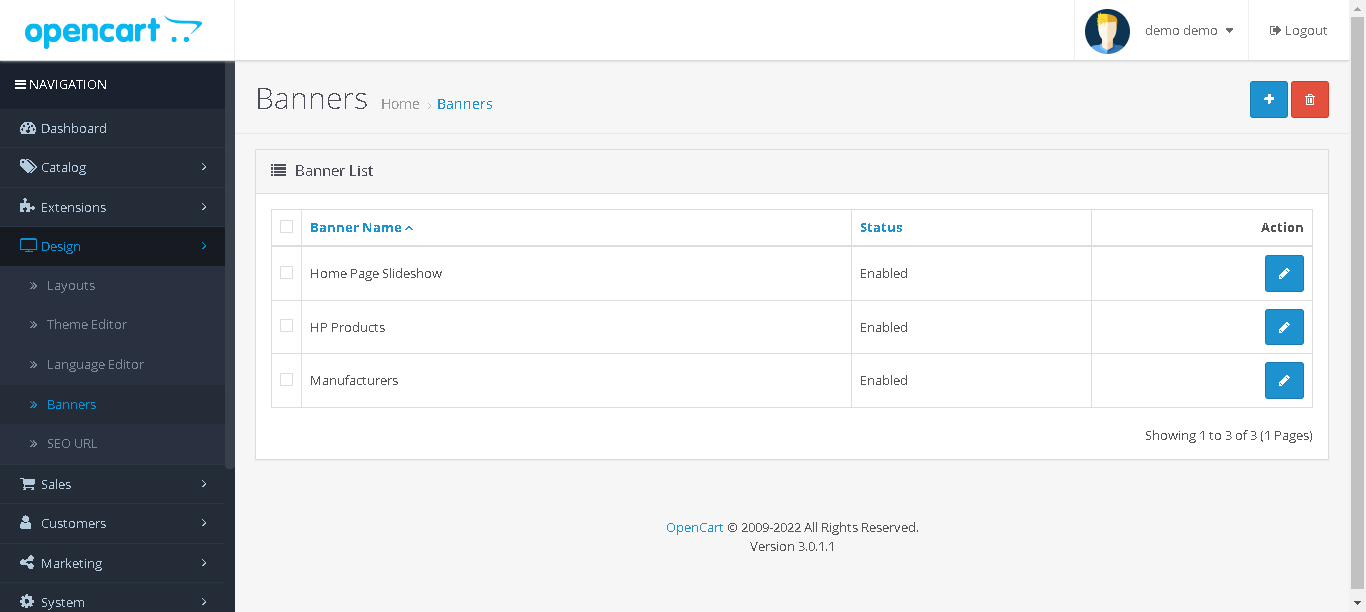 opencart
demo demo
Logout
NAVIGATION
Dashboard
Catalog
Extensions
Design
Layouts
Theme Editor
Language Editor
Banners
SEO URL
Sales
Customers
Marketing
System
Banners
Home › Banners
Banner List
Banner Name Status Action
Home Page Slideshow Enabled
HP Products Enabled
Manufacturers Enabled
Showing 1 to 3 of 3 (1 Pages)
OpenCart © 2009-2022 All Rights Reserved.
Version 3.0.1.1